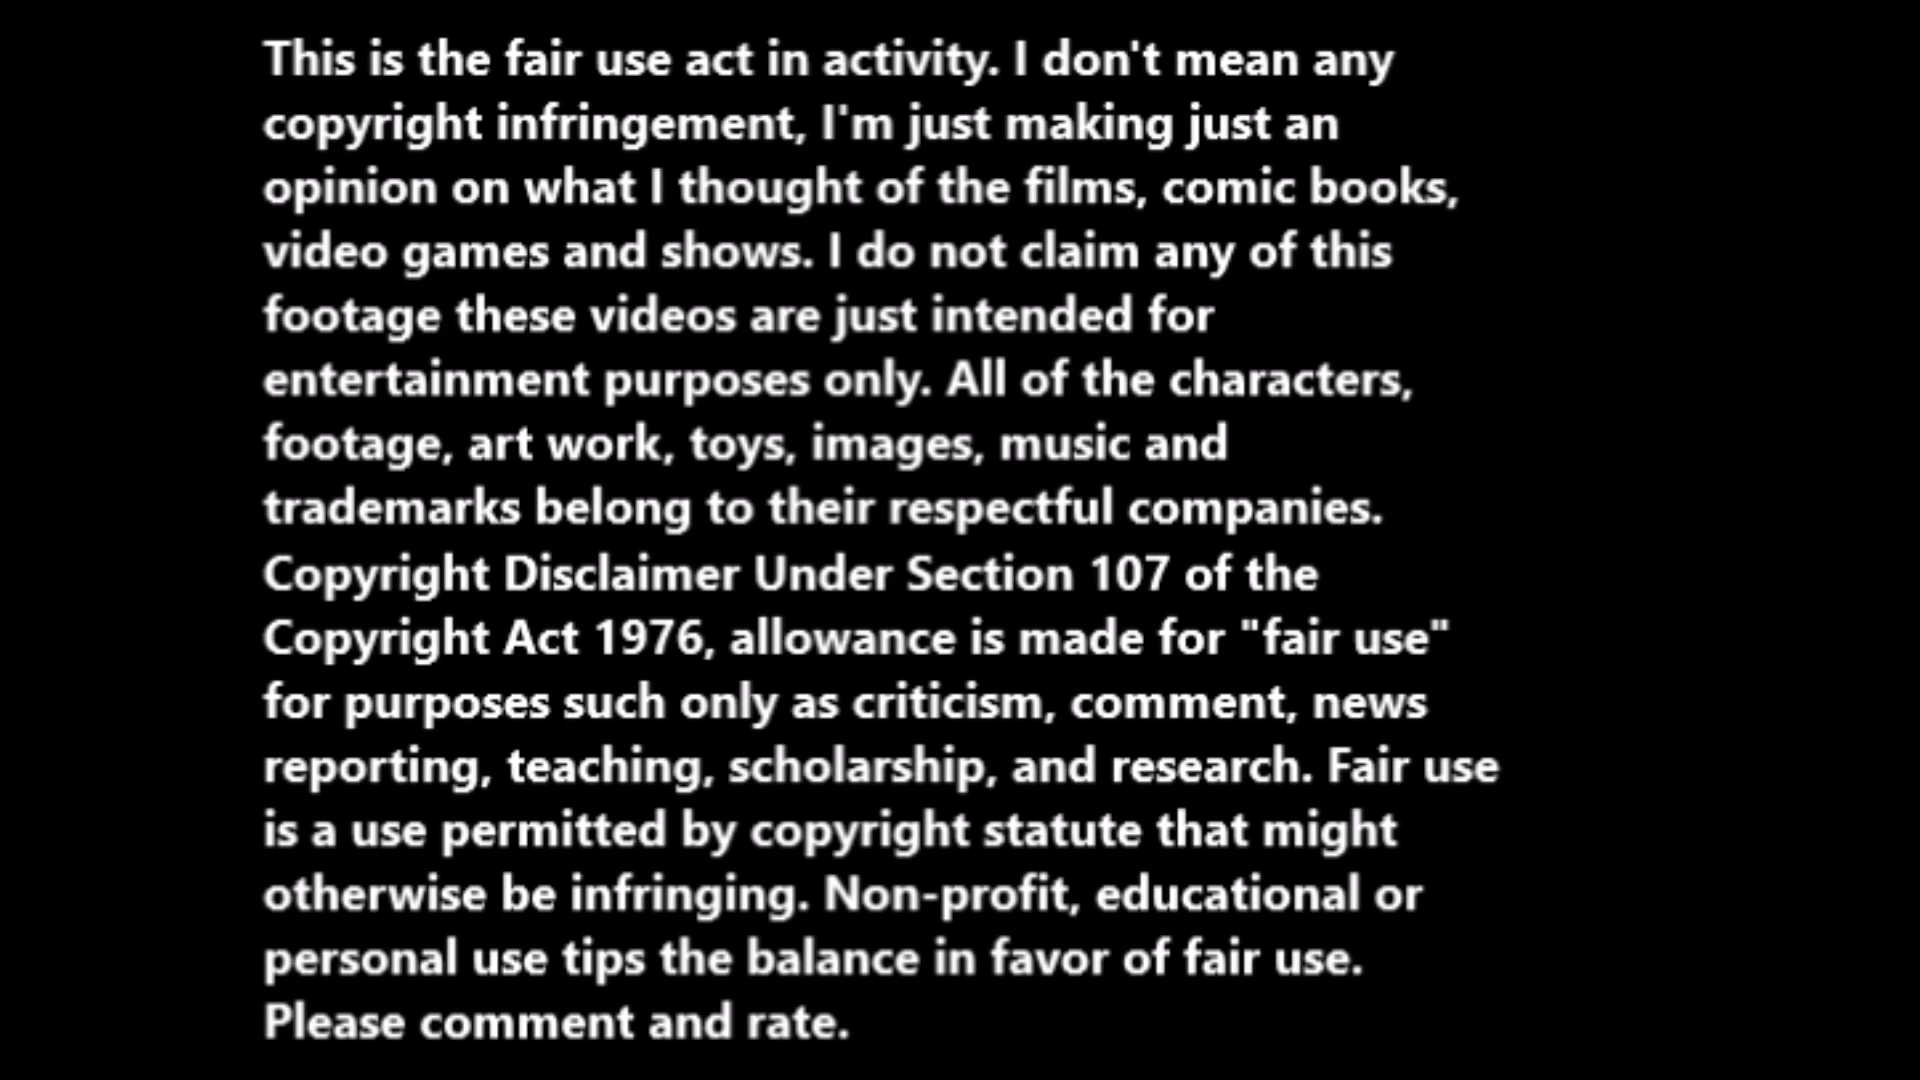 This is the fair use act in activity. I don't mean any
copyright infringement, I'm just making just an
opinion on what I thought of the films, comic books,
video games and shows. I do not claim any of this
footage these videos are just intended for
entertainment purposes only. All of the characters,
footage, art work, toys, images, music and
trademarks belong to their respectful companies.
Copyright Disclaimer Under Section 107 of the
Copyright Act 1976, allowance is made for "fair use"
for purposes such only as criticism, comment, news
reporting, teaching, scholarship, and research. Fair use
is a use permitted by copyright statute that might
otherwise be infringing. Non-profit, educational or
personal use tips the balance in favor of fair use.
Please comment and rate.